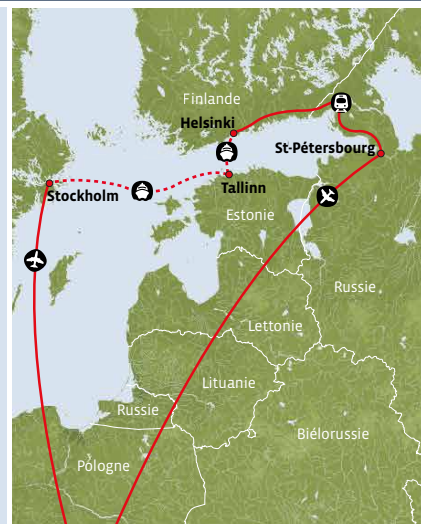 Finlande
Helsinki
St-Pétersbourg
Stockholm
Tallinn
Estonie
Russie
Lettonie
Lituanie
Russie
Biélorussie
Pologne